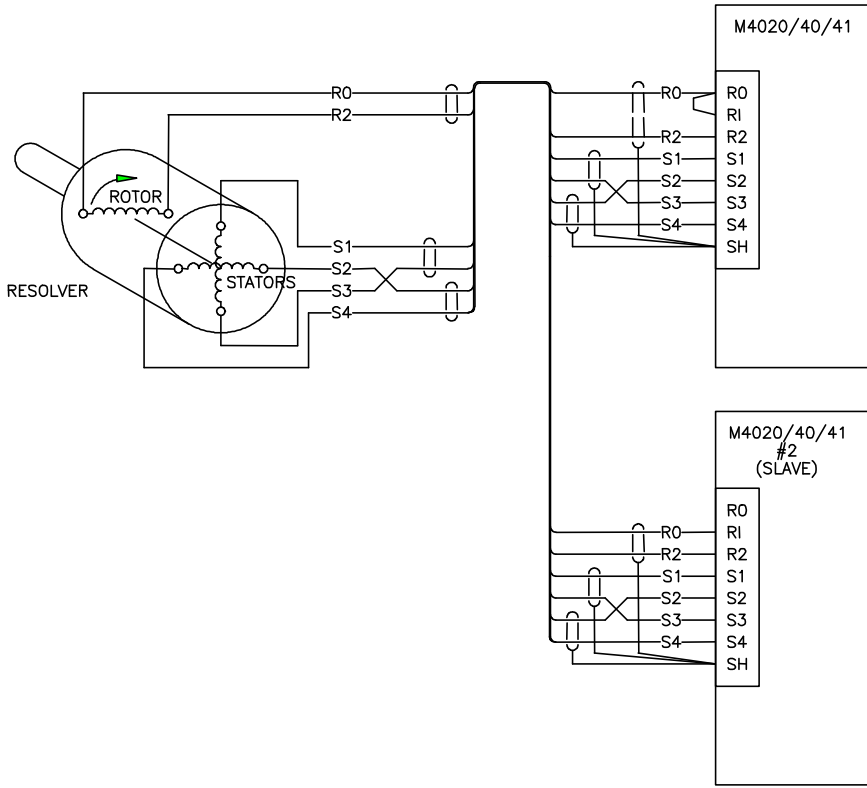 M4020/40/41
R0
R2
R0
R2
S1
S2
S3
S4
R0
RI
R2
S1
S2
S3
S4
SH
ROTOR
STATORS
RESOLVER
S1
S2
S3
S4
M4020/40/41
#2
(SLAVE)
R0
R2
S1
S2
S3
S4
R0
RI
R2
S1
S2
S3
S4
SH